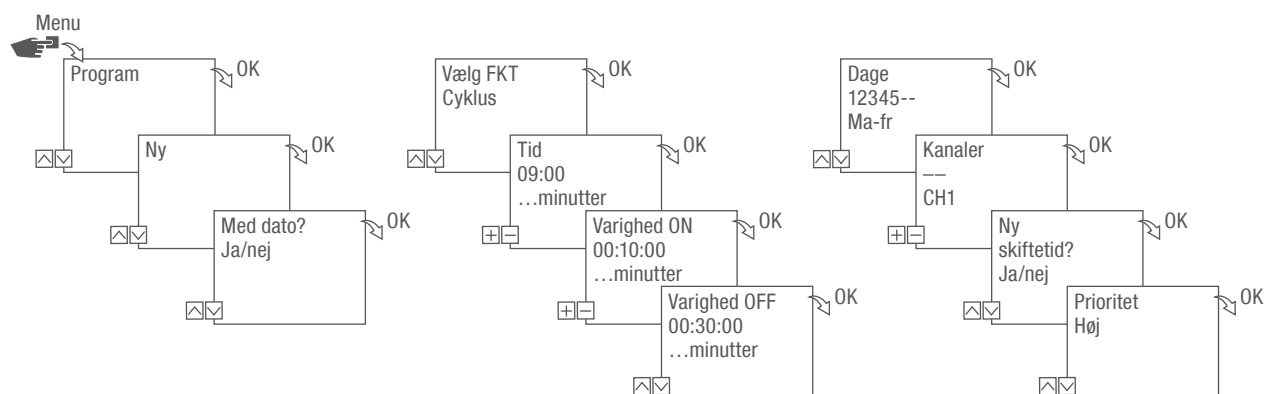 Menu
Program
OK
Ny
OK
Med dato?
Ja/nej
OK
Vælg FKT
Cyklus
OK
Tid
09:00
…minutter
OK
Varighed ON
00:10:00
…minutter
OK
Varighed OFF
00:30:00
…minutter
OK
Dage
12345--
Ma-fr
OK
Kanaler
––
CH1
OK
Ny
skiftetid?
Ja/nej
OK
Prioritet
Høj
OK